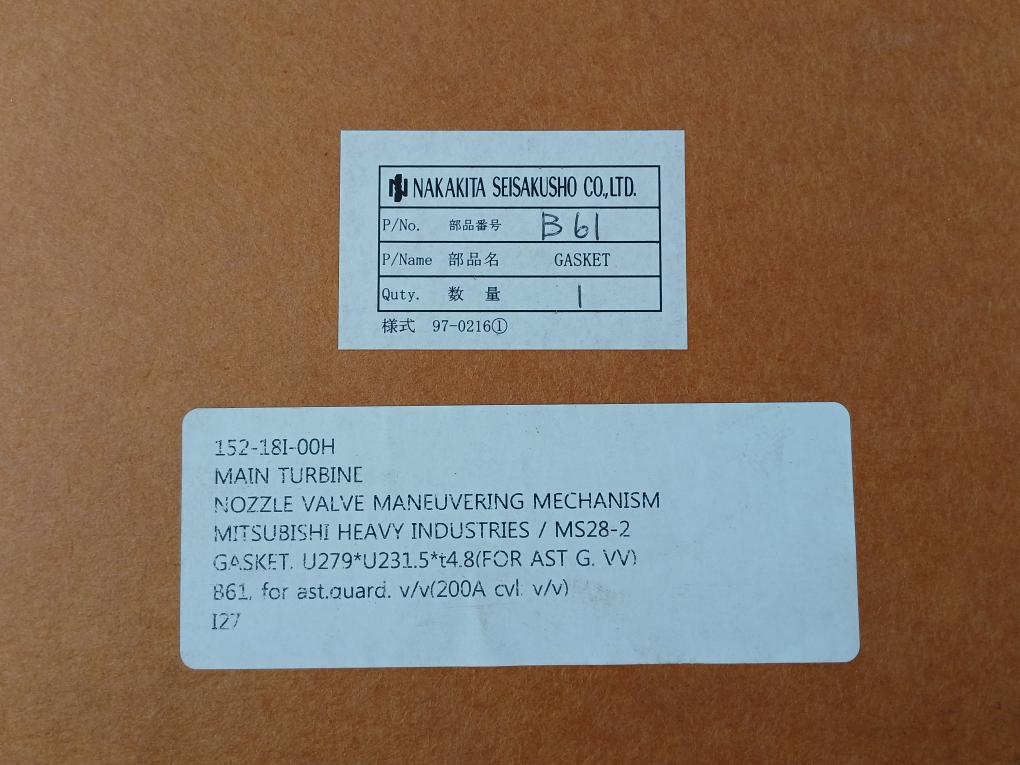 NAKAKITA SEISAKUSHO CO.,LTD.
P/No. 部品番号 B61
P/Name 部品名 GASKET
Quty. 数量 1
様式 97-0216①
152-18I-00H
MAIN TURBINE
NOZZLE VALVE MANEUVERING MECHANISM
MITSUBISHI HEAVY INDUSTRIES / MS28-2
GASKET, U279*U231.5*t4.8(FOR AST G. VV)
B61, for ast.guard. v/v(200A cyl. v/v)
I27